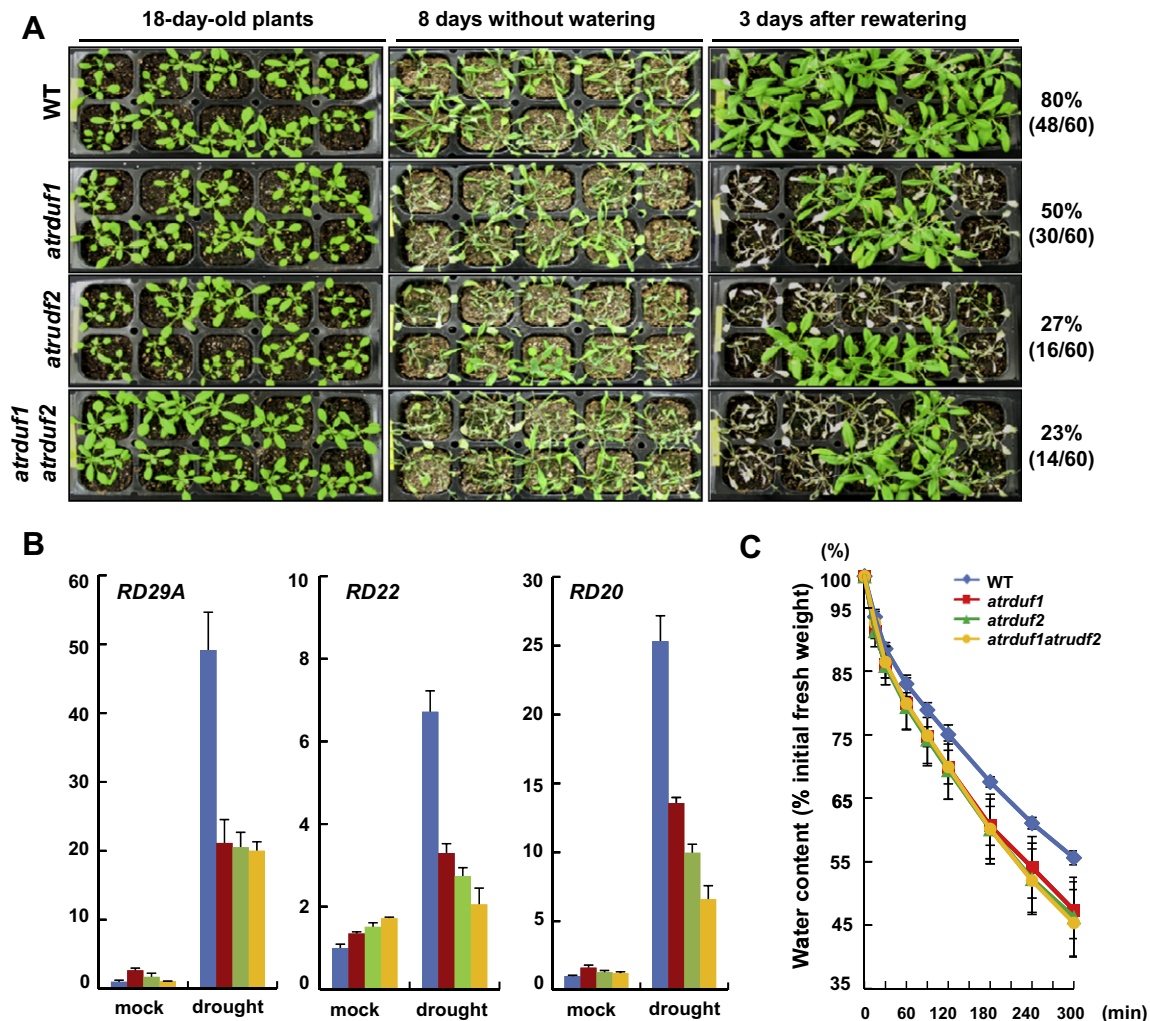 A
18-day-old plants
8 days without watering
3 days after rewatering
WT
80%
(48/60)
atrduf1
50%
(30/60)
atrudf2
27%
(16/60)
atrduf1
atrduf2
23%
(14/60)
B
60
50
40
30
20
10
0
RD29A
mock
drought
10
8
6
4
2
0
RD22
mock
drought
30
25
20
15
10
5
0
RD20
mock
drought
C
(%)
Water content (% initial fresh weight)
100
95
85
75
65
55
45
35
WT
atrduf1
atrduf2
atrduf1atrudf2
0 60 120 180 240 300 (min)